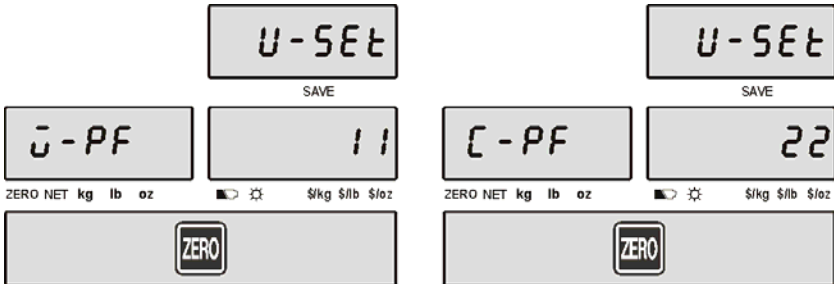 U-SEt U-SEt
SAVE SAVE
ū-PF 11 C-PF 22
ZERO NET kg lb oz $/kg $/lb $/oz ZERO NET kg lb oz $/kg $/lb $/oz
ZERO ZERO